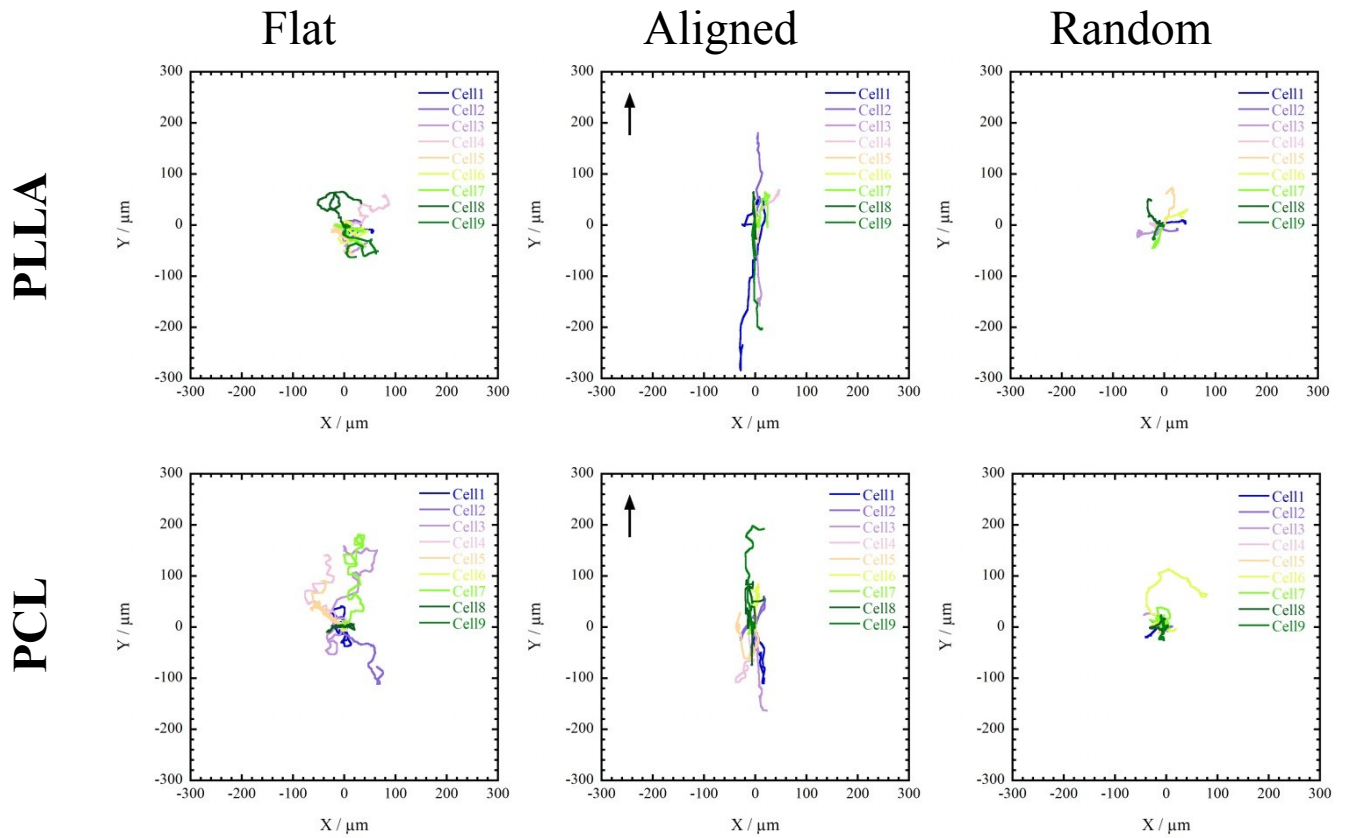 Flat Aligned Random
PLLA
300
200
100
0
-100
-200
-300
Y / µm
-300 -200 -100 0 100 200 300
X / µm
Cell1
Cell2
Cell3
Cell4
Cell5
Cell6
Cell7
Cell8
Cell9
300
200
100
0
-100
-200
-300
Y / µm
-300 -200 -100 0 100 200 300
X / µm
Cell1
Cell2
Cell3
Cell4
Cell5
Cell6
Cell7
Cell8
Cell9
300
200
100
0
-100
-200
-300
Y / µm
-300 -200 -100 0 100 200 300
X / µm
Cell1
Cell2
Cell3
Cell4
Cell5
Cell6
Cell7
Cell8
Cell9
PCL
300
200
100
0
-100
-200
-300
Y / µm
-300 -200 -100 0 100 200 300
X / µm
Cell1
Cell2
Cell3
Cell4
Cell5
Cell6
Cell7
Cell8
Cell9
300
200
100
0
-100
-200
-300
Y / µm
-300 -200 -100 0 100 200 300
X / µm
Cell1
Cell2
Cell3
Cell4
Cell5
Cell6
Cell7
Cell8
Cell9
300
200
100
0
-100
-200
-300
Y / µm
-300 -200 -100 0 100 200 300
X / µm
Cell1
Cell2
Cell3
Cell4
Cell5
Cell6
Cell7
Cell8
Cell9